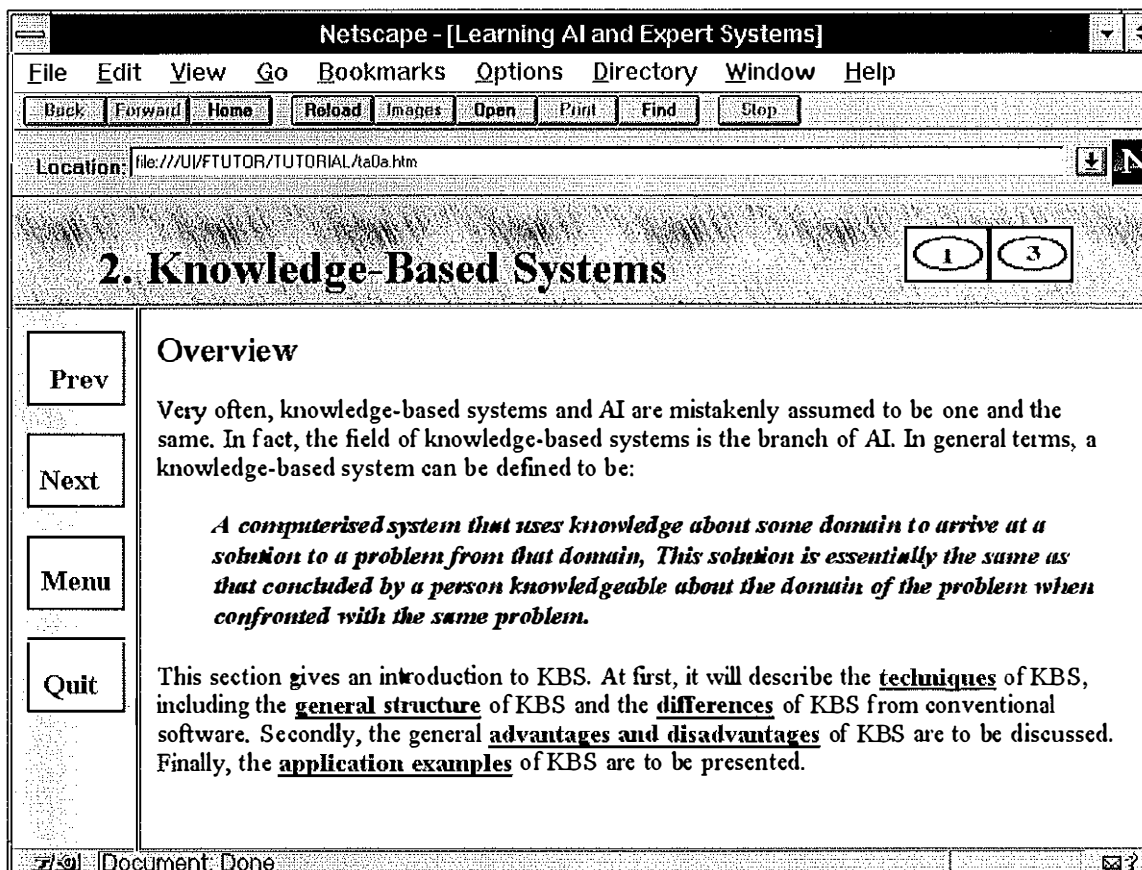 Netscape - [Learning AI and Expert Systems]
File Edit View Go Bookmarks Options Directory Window Help
Back Forward Home Reload Images Open Print Find Stop
Location: file:///U|/FTUTOR/TUTORIAL/ta0a.htm
N
2. Knowledge-Based Systems
1 3
Prev
Next
Menu
Quit
Overview
Very often, knowledge-based systems and AI are mistakenly assumed to be one and the
same. In fact, the field of knowledge-based systems is the branch of AI. In general terms, a
knowledge-based system can be defined to be:
A computerised system that uses knowledge about some domain to arrive at a
solution to a problem from that domain, This solution is essentially the same as
that concluded by a person knowledgeable about the domain of the problem when
confronted with the same problem.
This section gives an introduction to KBS. At first, it will describe the techniques of KBS,
including the general structure of KBS and the differences of KBS from conventional
software. Secondly, the general advantages and disadvantages of KBS are to be discussed.
Finally, the application examples of KBS are to be presented.
Document: Done
?